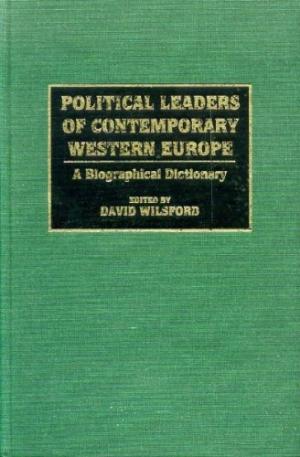 POLITICAL LEADERS
OF CONTEMPORARY
WESTERN EUROPE
A Biographical Dictionary
EDITED BY
DAVID WILSFORD